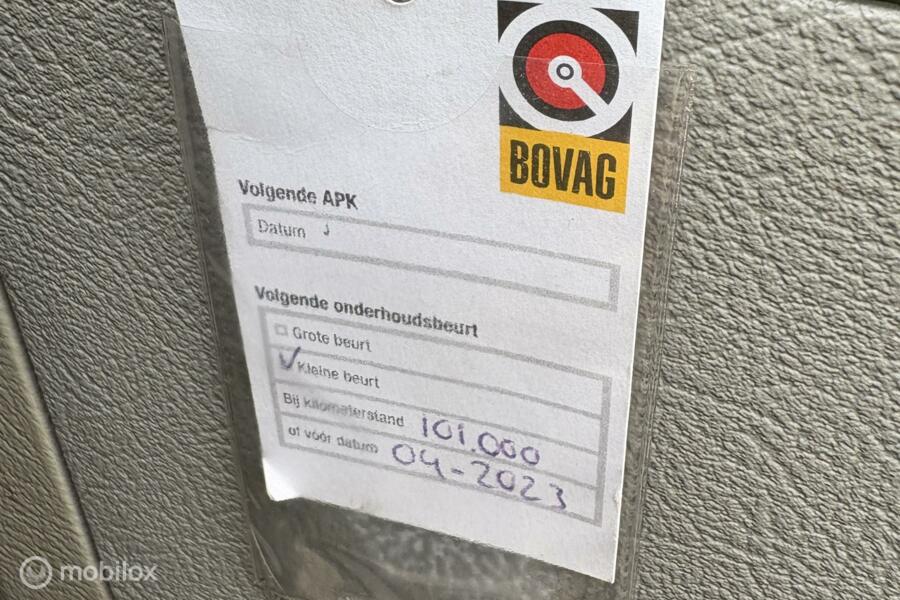 BOVAG
Volgende APK
Datum
Volgende onderhoudsbeurt
Grote beurt
✓ Kleine beurt
Bij kilometerstand 101.000
of vóór datum 04-2023
mobilox